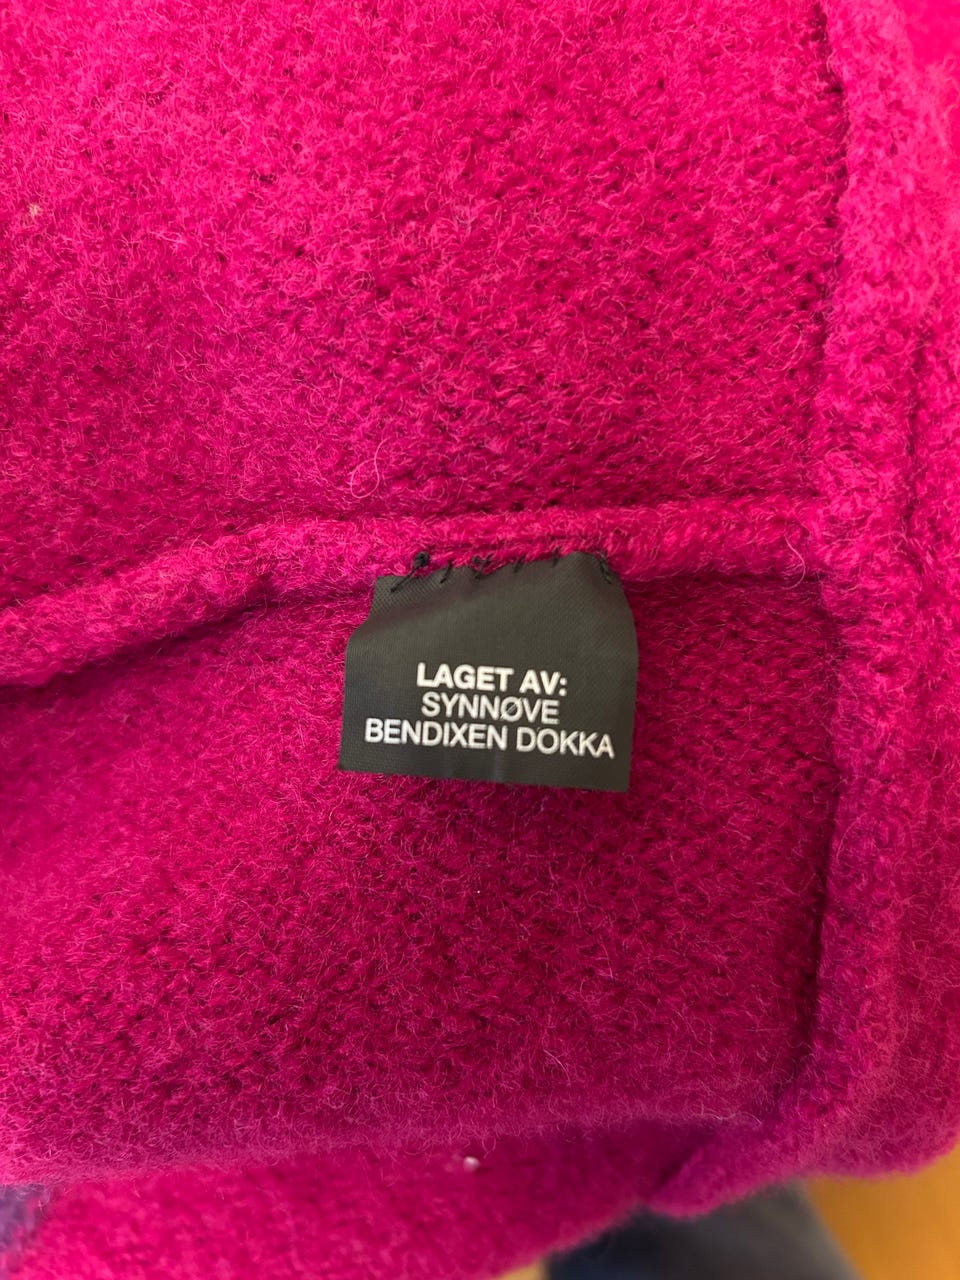 LAGET AV:
SYNNØVE
BENDIXEN DOKKA